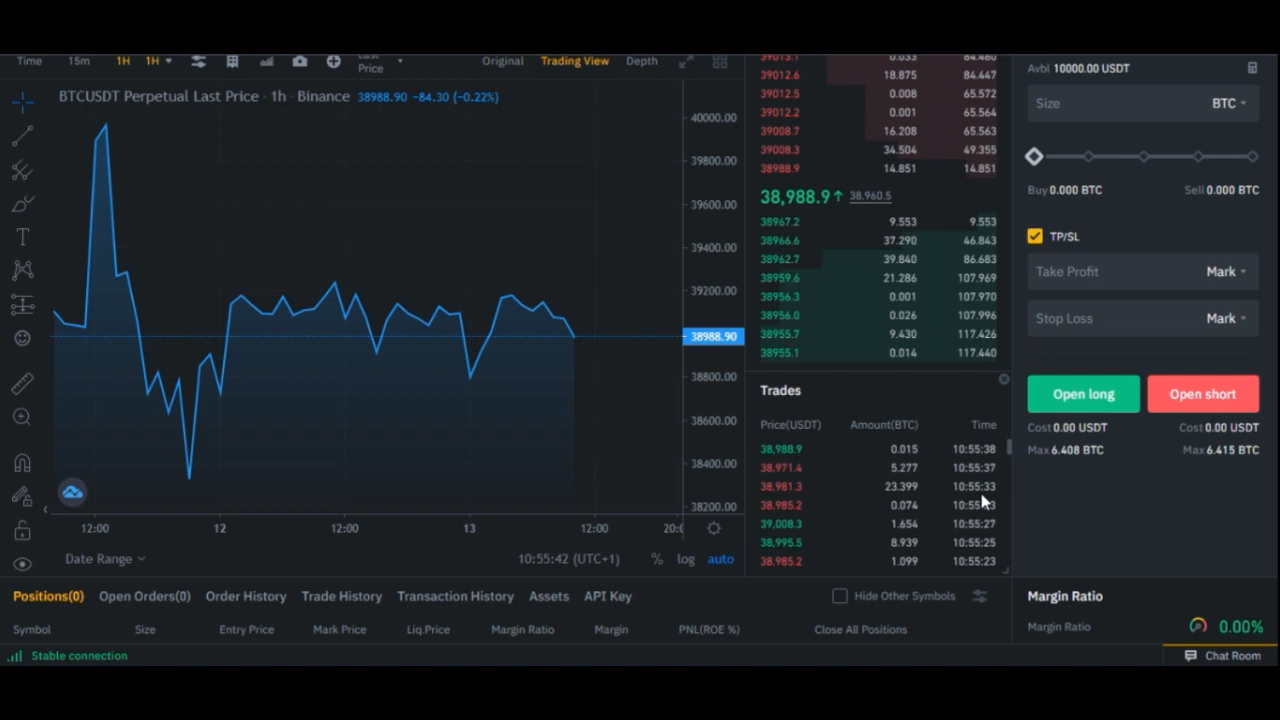 Time 15m 1H 1H Last Price Original Trading View Depth
BTCUSDT Perpetual Last Price · 1h · Binance 38988.90 −84.30 (−0.22%)
40000.00
39800.00
39600.00
39400.00
39200.00
38988.90
38800.00
38600.00
38400.00
38200.00
12:00 12 12:00 13 12:00 20:0
Date Range 10:55:42 (UTC+1) % log auto
39013.1 0.033 84.480
39012.6 18.875 84.447
39012.5 0.008 65.572
39012.2 0.001 65.564
39008.7 16.208 65.563
39008.3 34.504 49.355
38988.9 14.851 14.851
38,988.9↑ 38,960.5
38967.2 9.553 9.553
38966.6 37.290 46.843
38962.7 39.840 86.683
38959.6 21.286 107.969
38956.3 0.001 107.970
38956.0 0.026 107.996
38955.7 9.430 117.426
38955.1 0.014 117.440
Trades
Price(USDT) Amount(BTC) Time
38,988.9 0.015 10:55:38
38,971.4 5.277 10:55:37
38,981.3 23.399 10:55:33
38,985.2 0.074
39,008.3 1.654 10:55:27
38,995.5 8.939 10:55:25
38,985.2 1.099 10:55:23
Avbl 10000.00 USDT
Size BTC
Buy 0.000 BTC Sell 0.000 BTC
TP/SL
Take Profit Mark
Stop Loss Mark
Open long Open short
Cost 0.00 USDT Cost 0.00 USDT
Max 6.408 BTC Max 6.415 BTC
Positions(0) Open Orders(0) Order History Trade History Transaction History Assets API Key Hide Other Symbols
Symbol Size Entry Price Mark Price Liq.Price Margin Ratio Margin PNL(ROE %) Close All Positions
Margin Ratio
Margin Ratio 0.00%
Stable connection
Chat Room